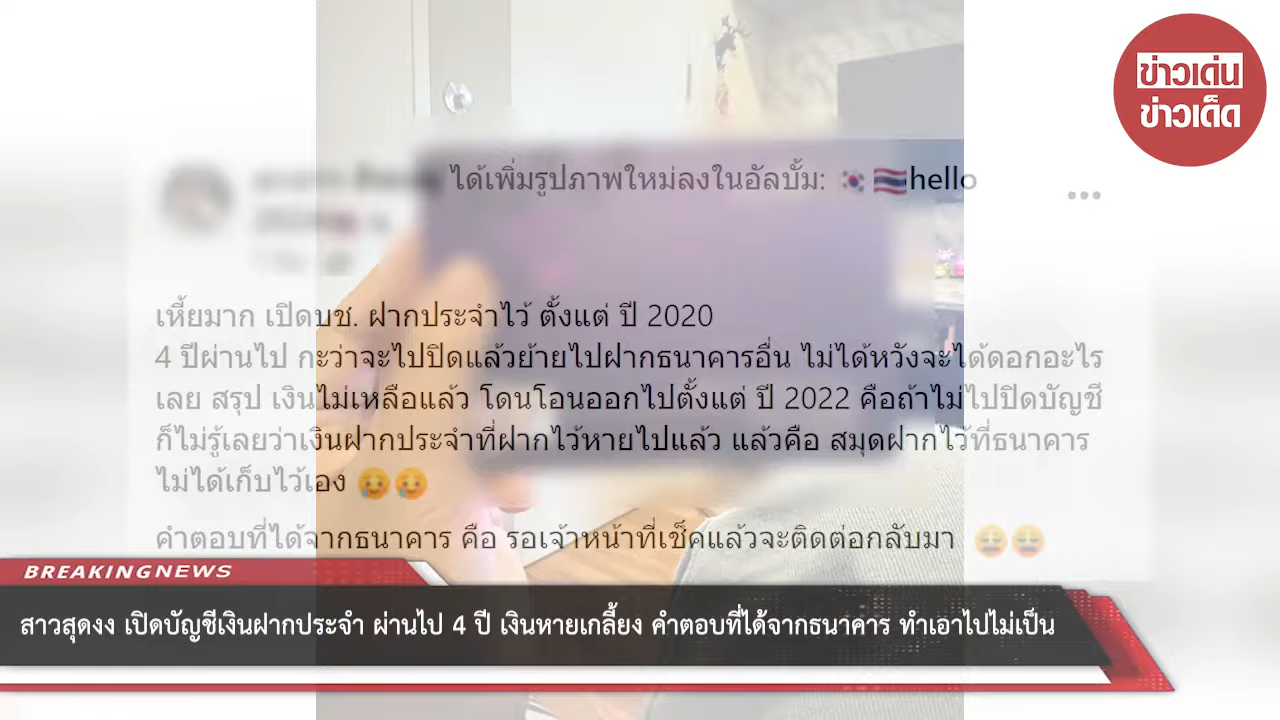 ข่าวเด่น
ข่าวเด็ด
ได้เพิ่มรูปภาพใหม่ลงในอัลบั้ม: 🇰🇷🇹🇭hello
เหี้ยมาก เปิดบช. ฝากประจำไว้ ตั้งแต่ ปี 2020
4 ปีผ่านไป กะว่าจะไปปิดแล้วย้ายไปฝากธนาคารอื่น ไม่ได้หวังจะได้ดอกอะไร
เลย สรุป เงินไม่เหลือแล้ว โดนโอนออกไปตั้งแต่ ปี 2022 คือถ้าไม่ไปปิดบัญชี
ก็ไม่รู้เลยว่าเงินฝากประจำที่ฝากไว้หายไปแล้ว แล้วคือ สมุดฝากไว้ที่ธนาคาร
ไม่ได้เก็บไว้เอง 🥲🥲
คำตอบที่ได้จากธนาคาร คือ รอเจ้าหน้าที่เช็คแล้วจะติดต่อกลับมา 😩😩
BREAKING NEWS
สาวสุดงง เปิดบัญชีเงินฝากประจำ ผ่านไป 4 ปี เงินหายเกลี้ยง คำตอบที่ได้จากธนาคาร ทำเอาไปไม่เป็น